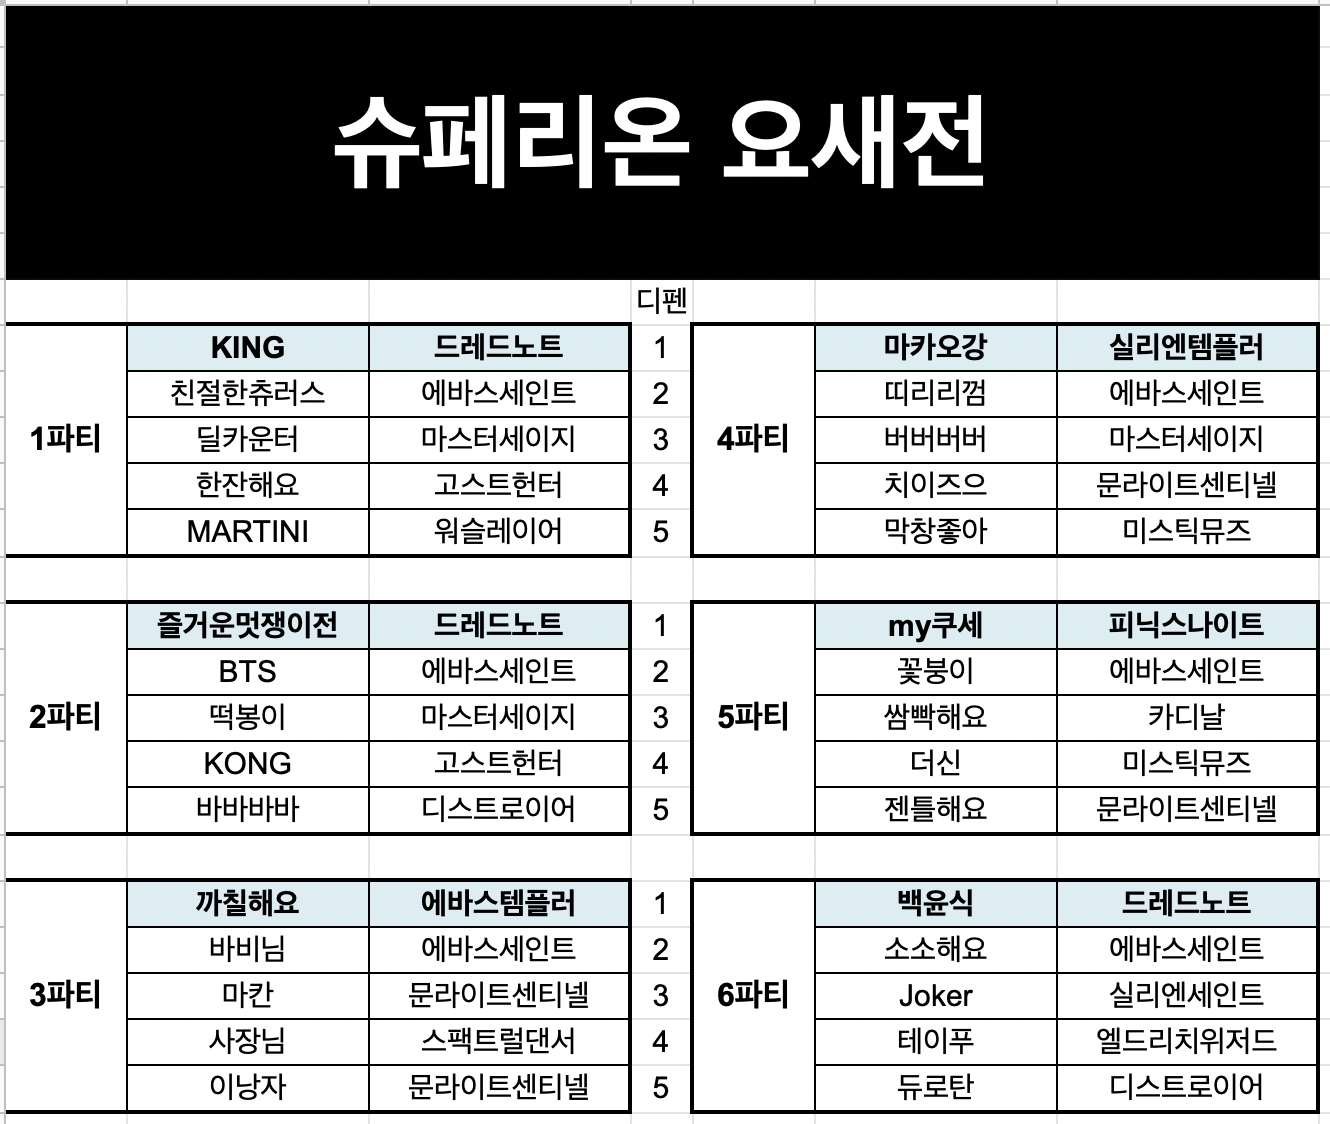 슈페리온 요새전
디펜
1파티 KING 드레드노트 1 4파티 마카오강 실리엔템플러
친절한츄러스 에바스세인트 2 띠리리껌 에바스세인트
딜카운터 마스터세이지 3 버버버버 마스터세이지
한잔해요 고스트헌터 4 치이즈으 문라이트센티넬
MARTINI 워슬레이어 5 막창좋아 미스틱뮤즈
2파티 즐거운멋쟁이전 드레드노트 1 5파티 my쿠세 피닉스나이트
BTS 에바스세인트 2 꽃붕이 에바스세인트
떡봉이 마스터세이지 3 쌈빡해요 카디날
KONG 고스트헌터 4 더신 미스틱뮤즈
바바바바 디스트로이어 5 젠틀해요 문라이트센티넬
3파티 까칠해요 에바스템플러 1 6파티 백윤식 드레드노트
바비님 에바스세인트 2 소소해요 에바스세인트
마칸 문라이트센티넬 3 Joker 실리엔세인트
사장님 스팩트럴댄서 4 테이푸 엘드리치위저드
이낭자 문라이트센티넬 5 듀로탄 디스트로이어